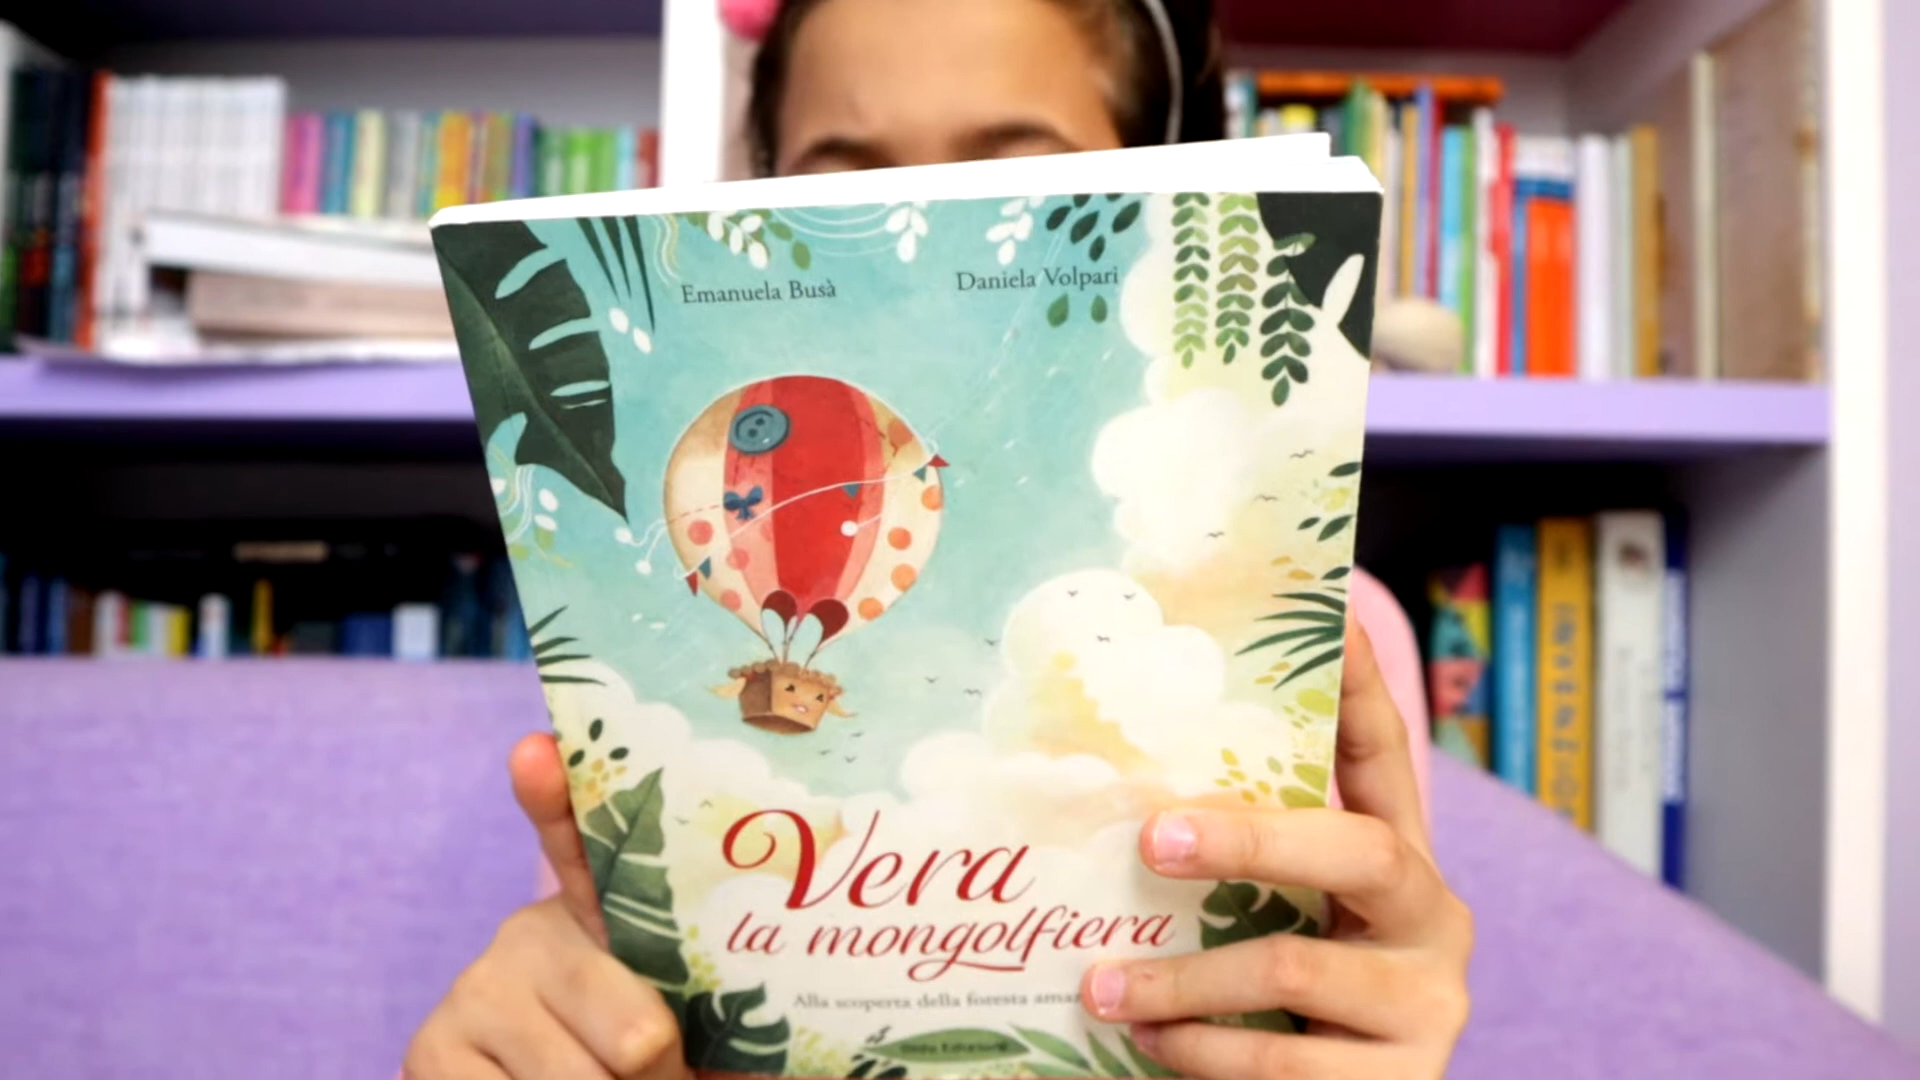 Emanuela Busà
Daniela Volpari
Vera
la mongolfiera
Alla scoperta della foresta